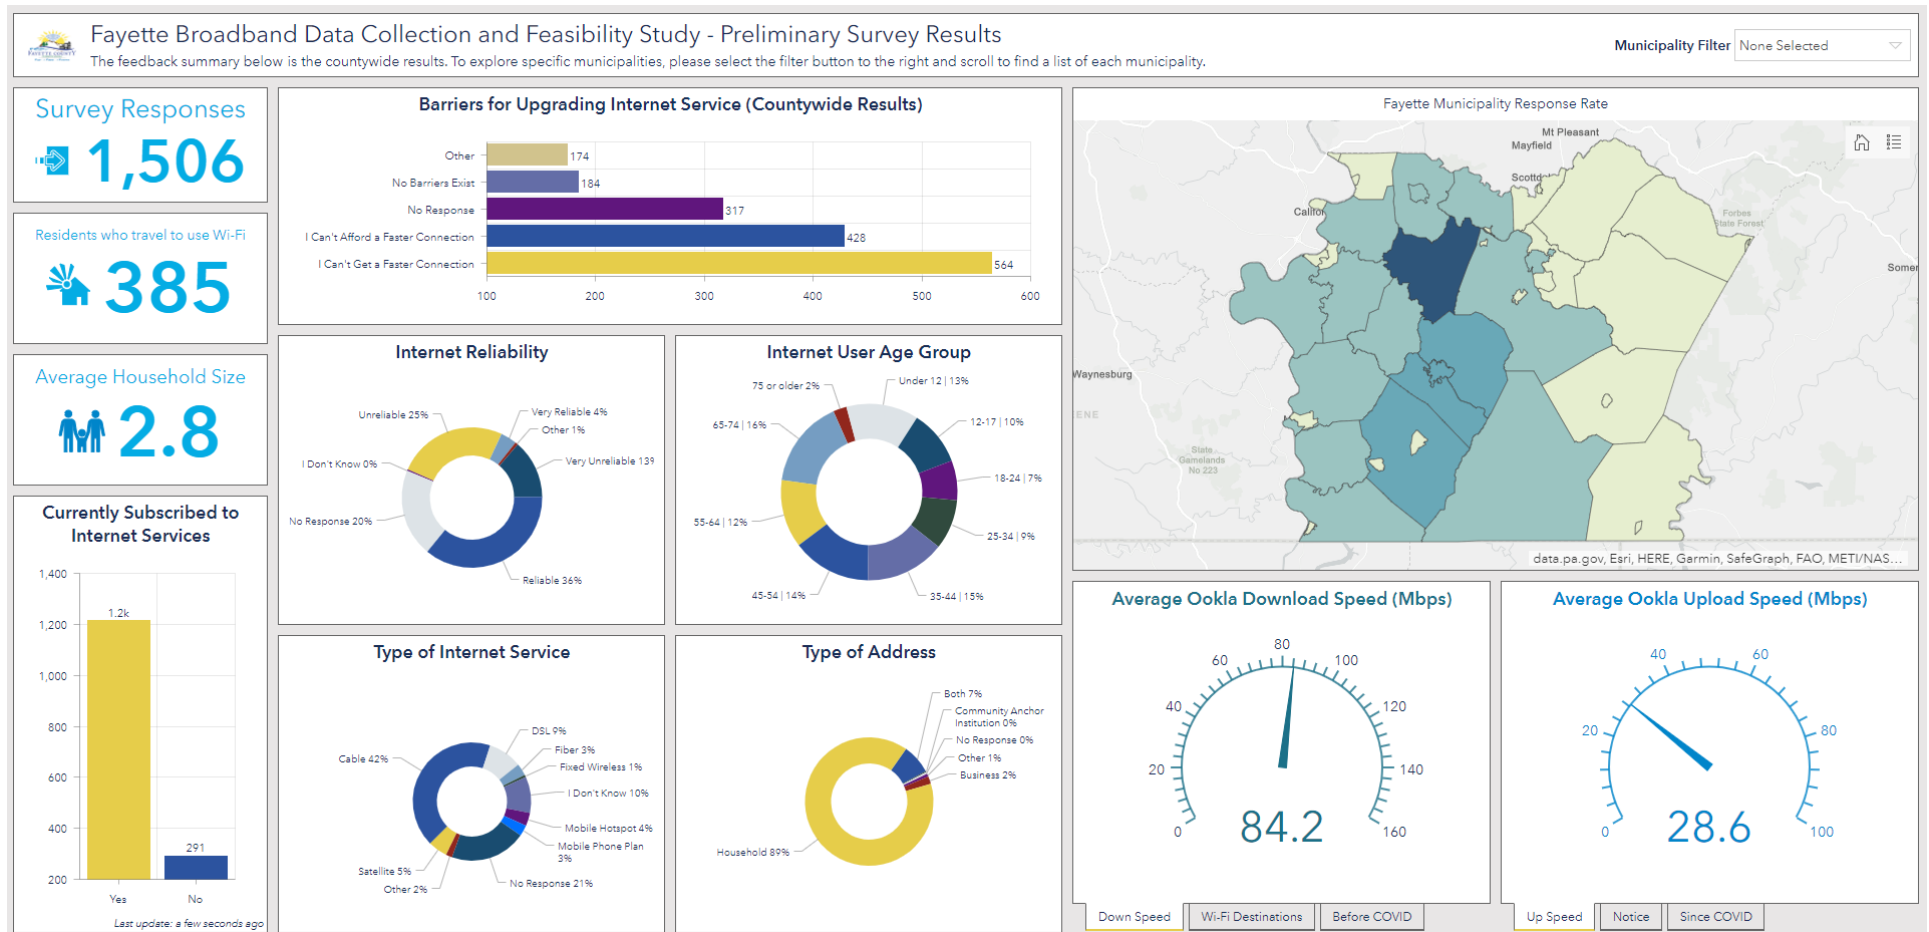 Fayette Broadband Data Collection and Feasibility Study - Preliminary Survey Results
The feedback summary below is the countywide results. To explore specific municipalities, please select the filter button to the right and scroll to find a list of each municipality.
Municipality Filter
None Selected
FAYETTE COUNTY
Survey Responses
1,506
Residents who travel to use Wi-Fi
385
Average Household Size
2.8
Currently Subscribed to
Internet Services
1,400
1,200
1,000
800
600
400
200
1.2k
291
Yes
No
Last update: a few seconds ago
Barriers for Upgrading Internet Service (Countywide Results)
Other
174
No Barriers Exist
184
No Response
317
I Can't Afford a Faster Connection
428
I Can't Get a Faster Connection
564
100
200
300
400
500
600
Internet Reliability
Unreliable 25%
Very Reliable 4%
Other 1%
I Don't Know 0%
Very Unreliable 139
No Response 20%
Reliable 36%
Internet User Age Group
75 or older 2%
Under 12 | 13%
65-74 | 16%
12-17 | 10%
18-24 | 7%
55-64 | 12%
25-34 | 9%
45-54 | 14%
35-44 | 15%
Type of Internet Service
DSL 9%
Cable 42%
Fiber 3%
Fixed Wireless 1%
I Don't Know 10%
Mobile Hotspot 4%
Mobile Phone Plan
3%
Satellite 5%
Other 2%
No Response 21%
Type of Address
Both 7%
Community Anchor
Institution 0%
No Response 0%
Other 1%
Business 2%
Household 89%
Fayette Municipality Response Rate
Mt Pleasant
Mayfield
Scottd
Califor
Forbes
State Forest
Somer
Waynesburg
ENE
State
Gamelands
No 223
data.pa.gov, Esri, HERE, Garmin, SafeGraph, FAO, METI/NAS...
Average Ookla Download Speed (Mbps)
0
20
40
60
80
100
120
140
160
84.2
Down Speed
Wi-Fi Destinations
Before COVID
Average Ookla Upload Speed (Mbps)
0
20
40
60
80
100
28.6
Up Speed
Notice
Since COVID